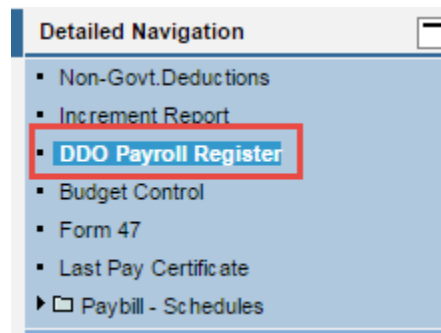 Detailed Navigation
Non-Govt.Deductions
Increment Report
DDO Payroll Register
Budget Control
Form 47
Last Pay Certificate
Paybill - Schedules